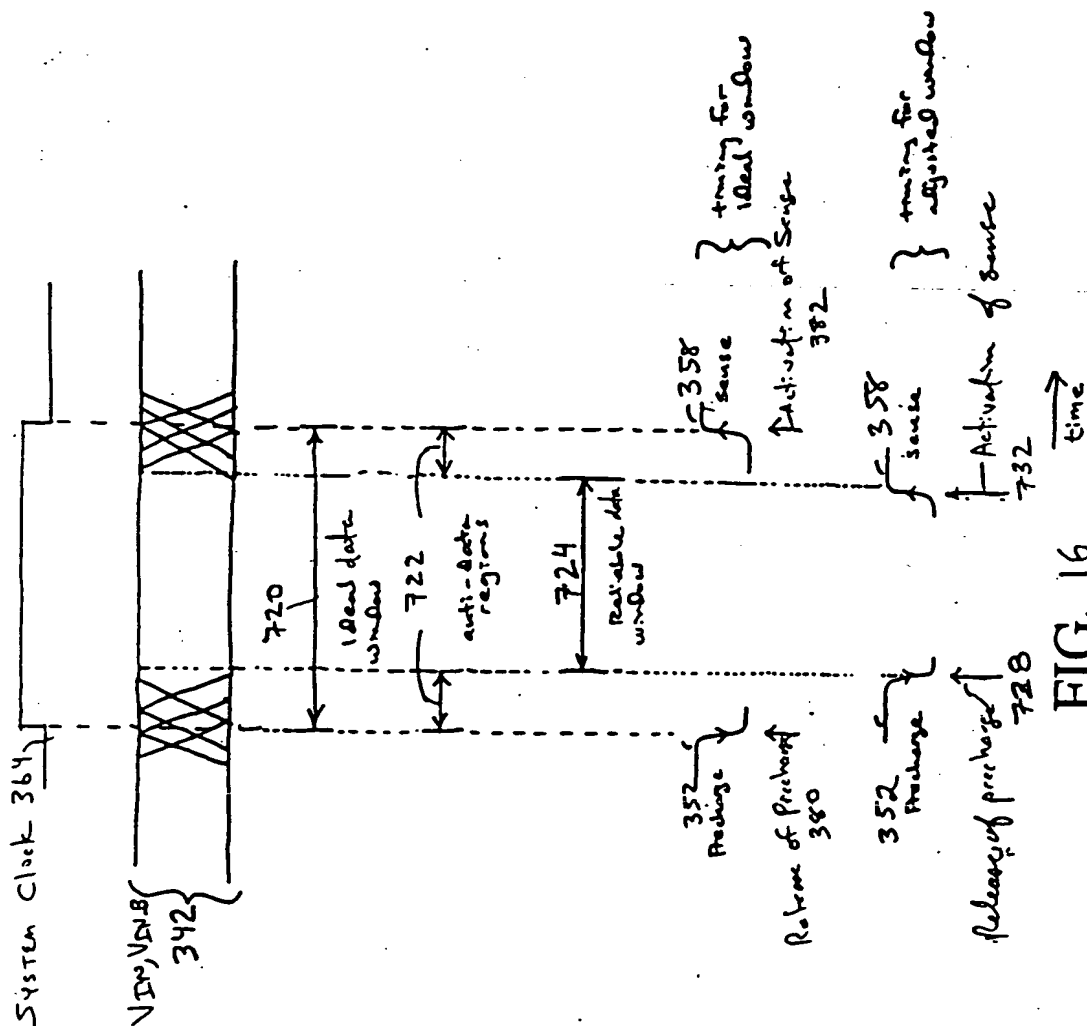 System Clock 364
VIN, VINB
342
720
ideal data
window
722
anti-data
regions
724
reliable data
window
352
Precharge
Release of Precharge
380
358
sense
Activation of Sense
382
} timing for
ideal window
352
Precharge
Release of precharge
728
358
sense
Activation of sense
732
} timing for
adjusted window
time
FIG. 16